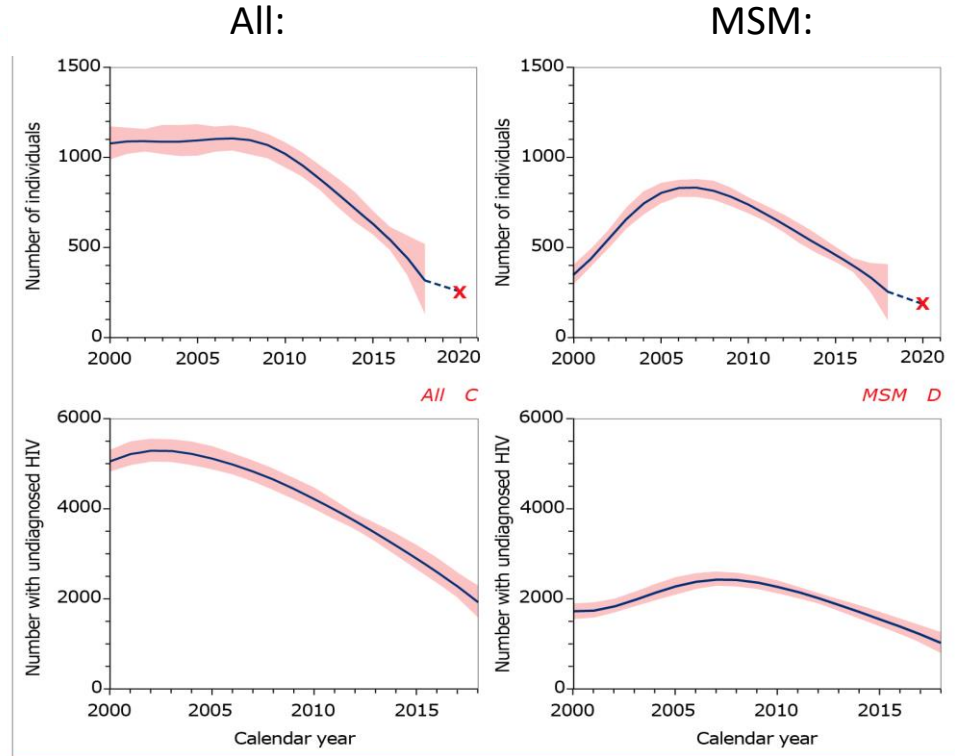 All:
MSM:
Number of individuals
1500
1000
500
0
2000
2005
2010
2015
2020
X
Number of individuals
1500
1000
500
0
2000
2005
2010
2015
2020
X
All C
Number with undiagnosed HIV
6000
4000
2000
0
2000
2005
2010
2015
Calendar year
MSM D
Number with undiagnosed HIV
6000
4000
2000
0
2000
2005
2010
2015
Calendar year